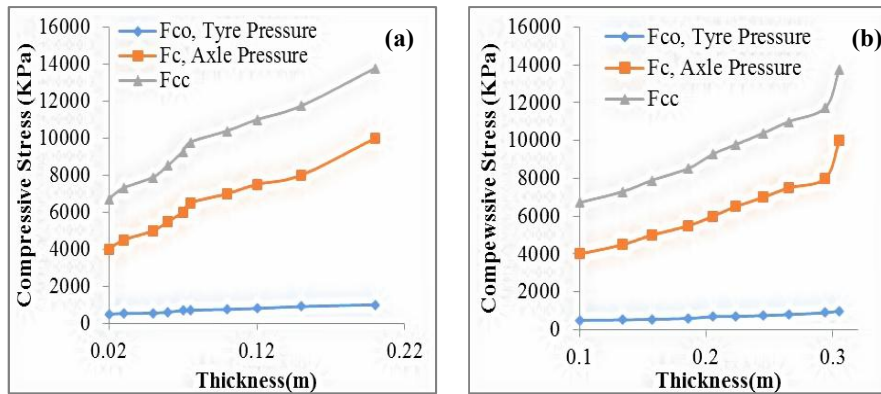 (a)
Fco, Tyre Pressure
Fc, Axle Pressure
Fcc
Compressive Stress (KPa)
16000
14000
12000
10000
8000
6000
4000
2000
0
0.02
0.12
0.22
Thickness(m)
(b)
Fco, Tyre Pressure
Fc, Axle Pressure
Fcc
Compewssive Stress (KPa)
16000
14000
12000
10000
8000
6000
4000
2000
0
0.1
0.2
0.3
Thickness(m)